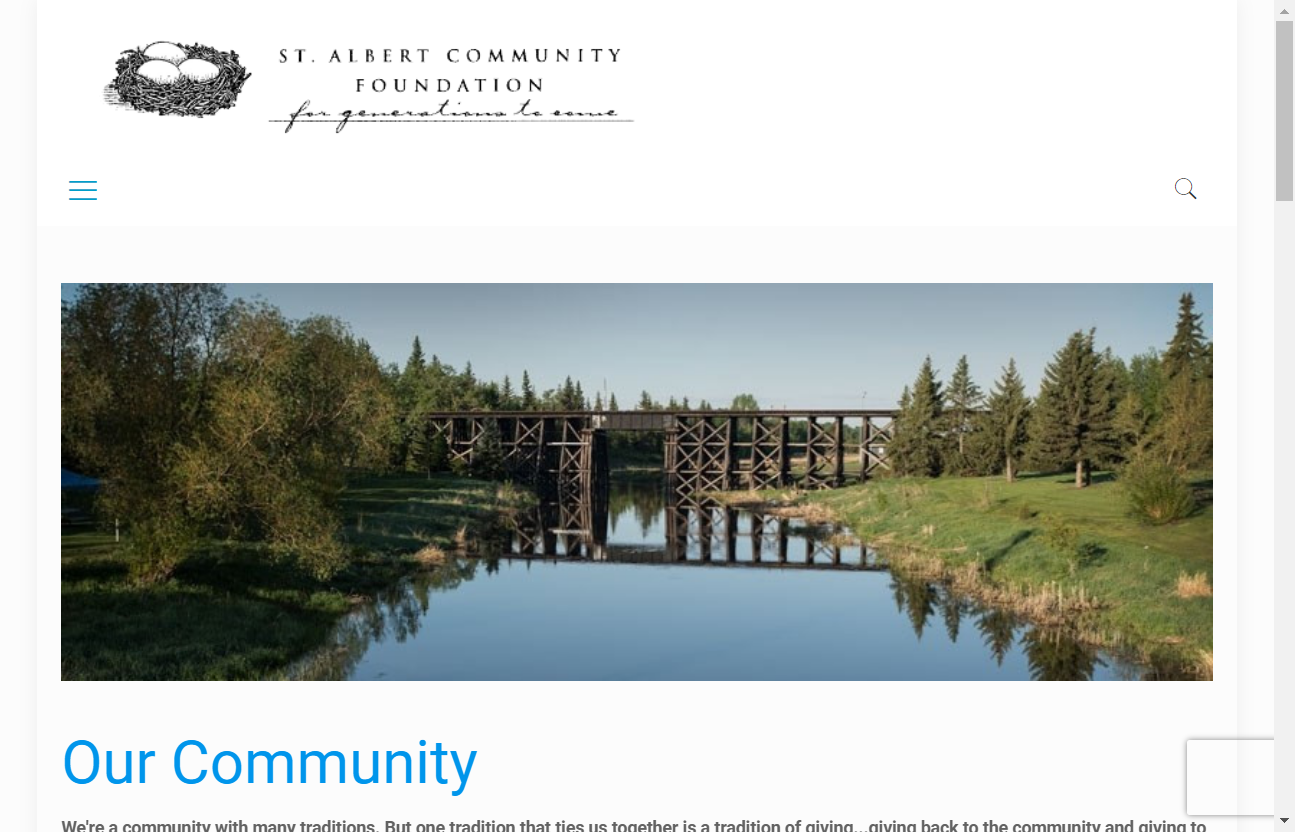 ST. ALBERT COMMUNITY
FOUNDATION
for generations to come
Our Community
We're a community with many traditions. But one tradition that ties us together is a tradition of giving...giving back to the community and giving to